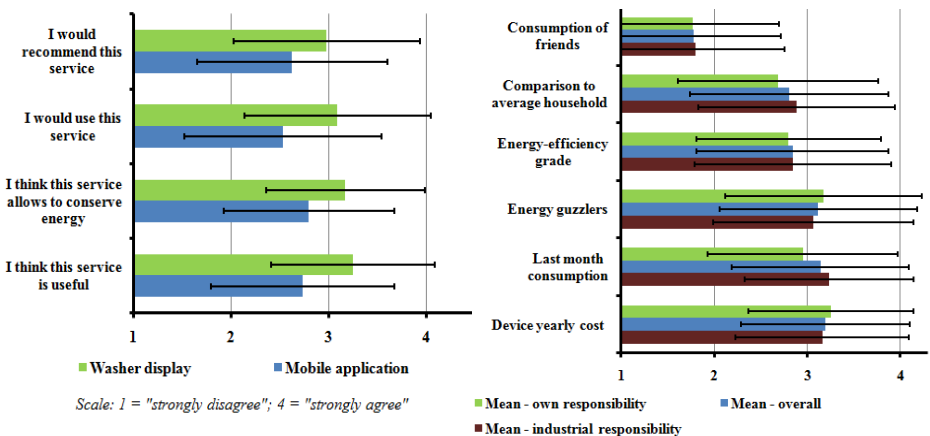 I would
recommend this
service
I would use this
service
I think this service
allows to conserve
energy
I think this service
is useful
1 2 3 4
Washer display Mobile application
Scale: 1 = "strongly disagree"; 4 = "strongly agree"
Consumption of
friends
Comparison to
average household
Energy-efficiency
grade
Energy guzzlers
Last month
consumption
Device yearly cost
1 2 3 4
Mean - own responsibility Mean - overall
Mean - industrial responsibility